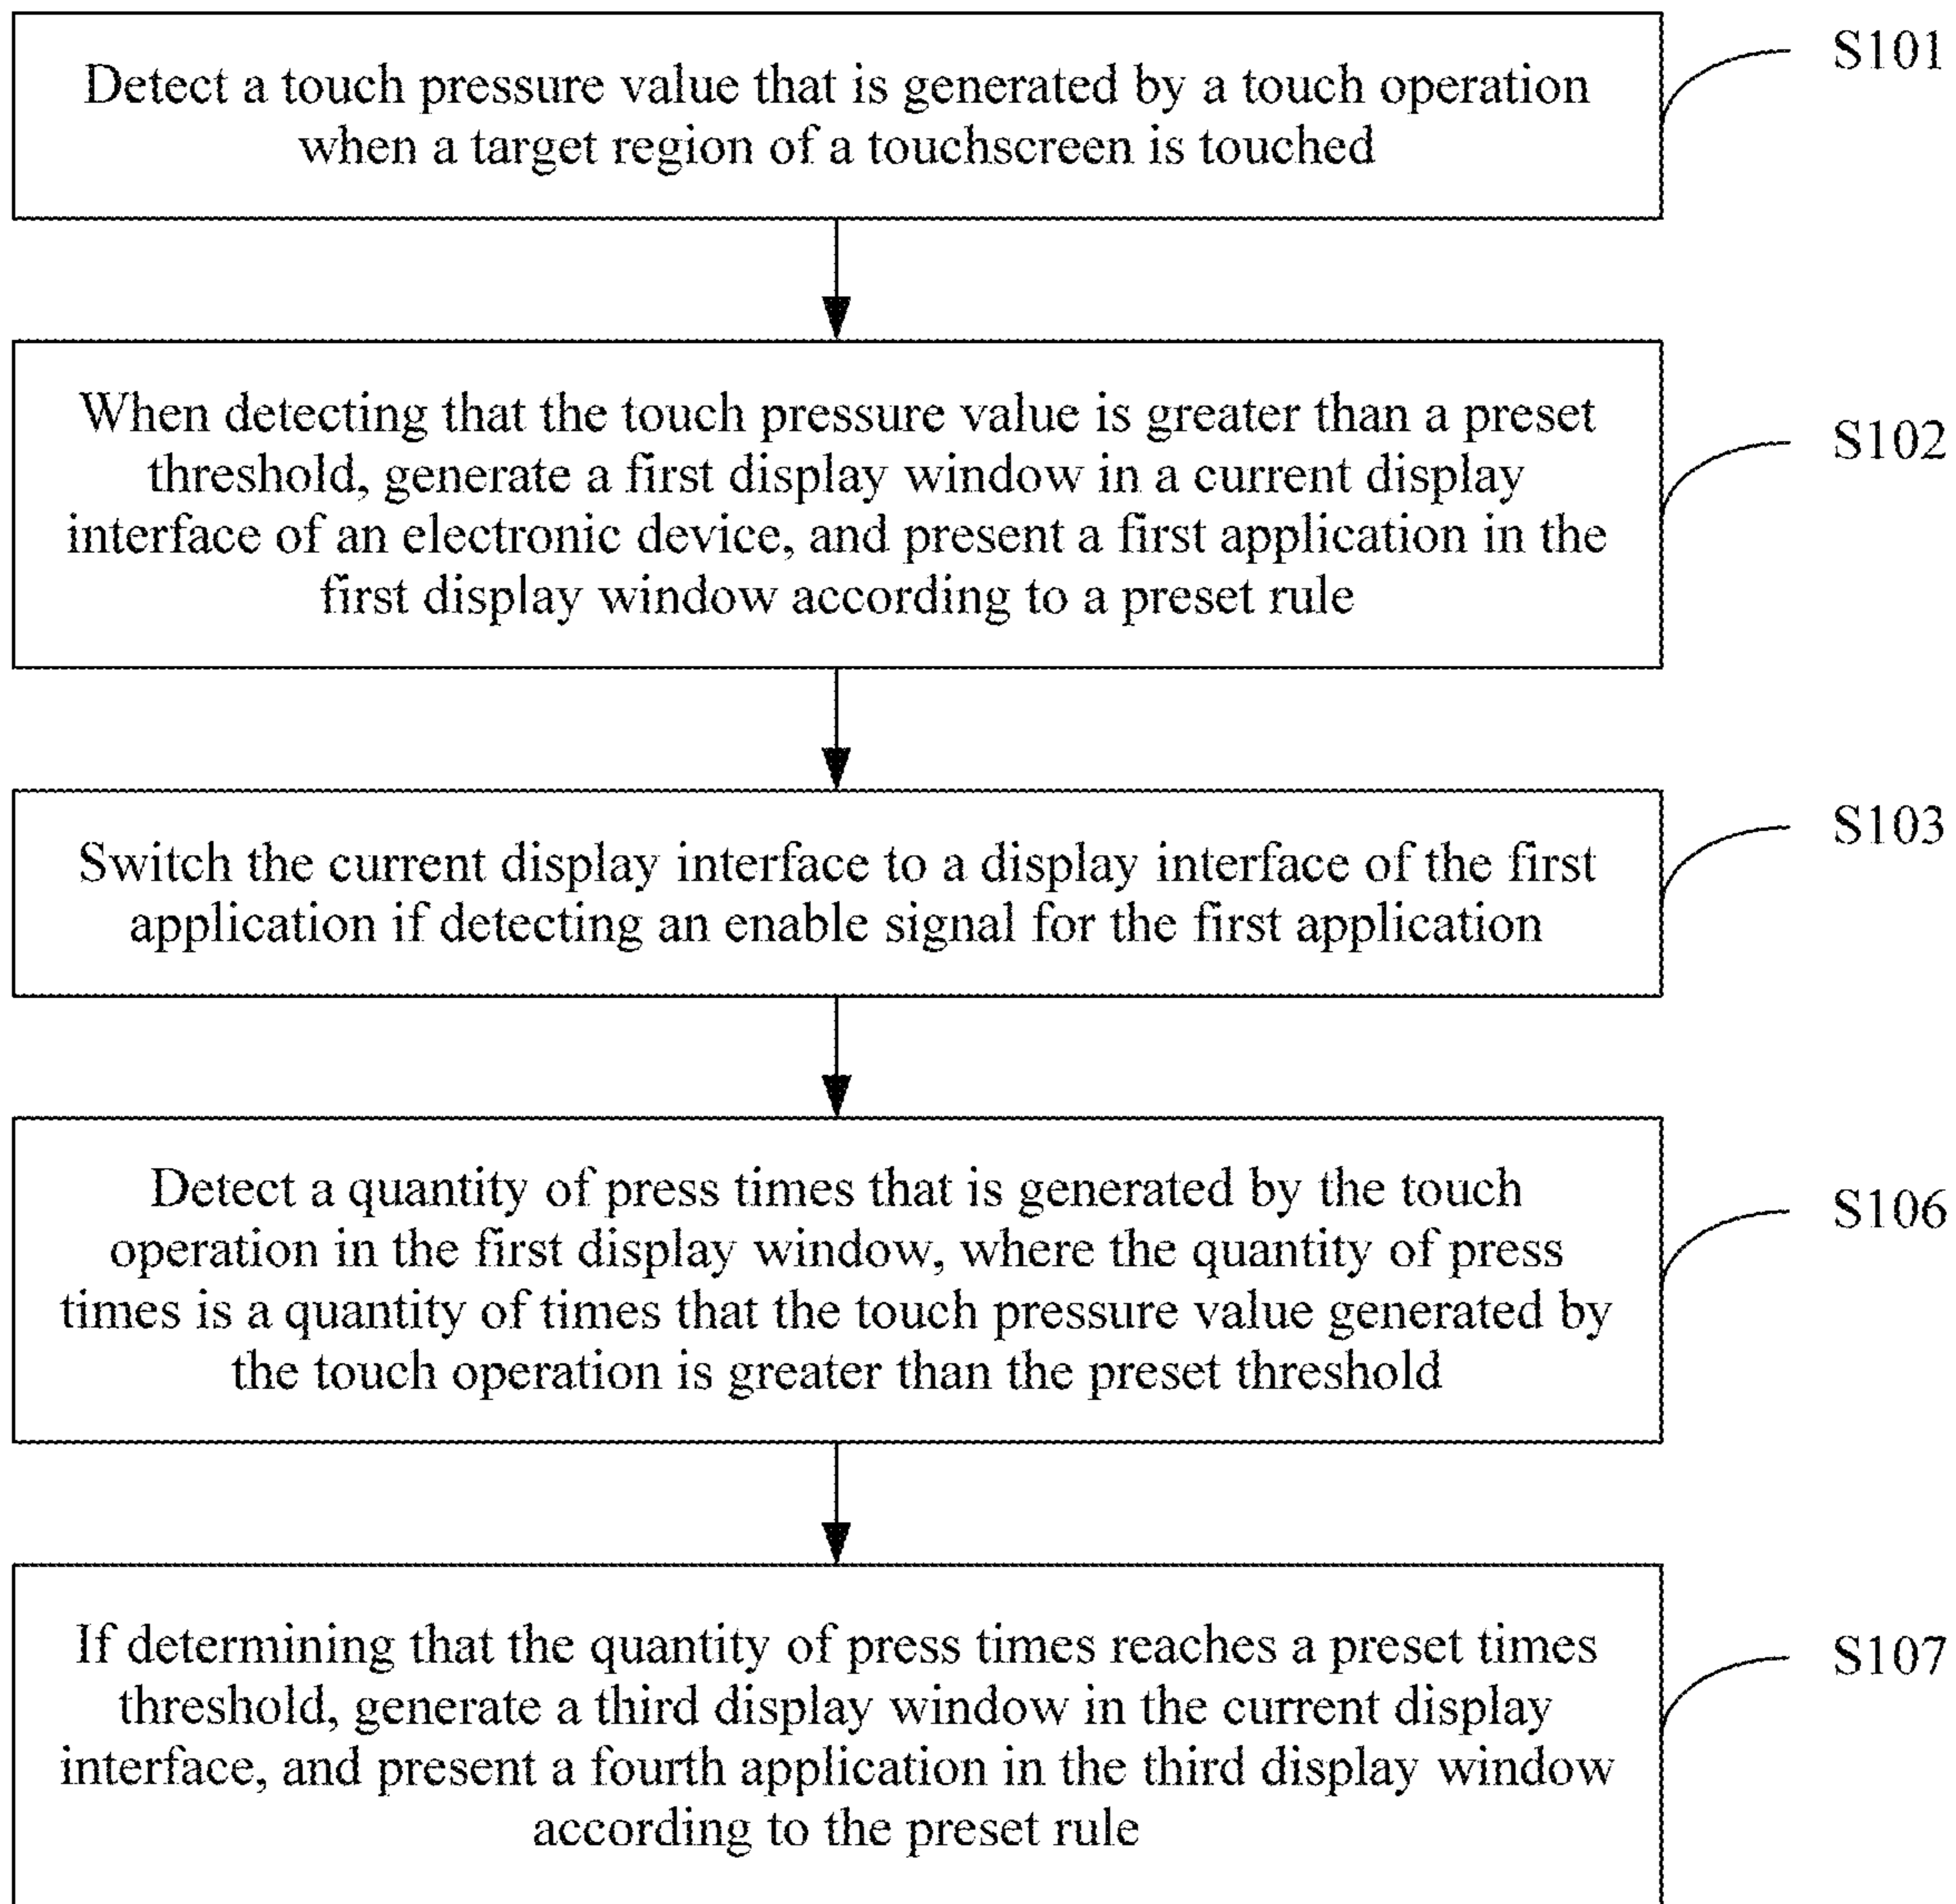 Detect a touch pressure value that is generated by a touch operation
when a target region of a touchscreen is touched
S101
When detecting that the touch pressure value is greater than a preset
threshold, generate a first display window in a current display
interface of an electronic device, and present a first application in the
first display window according to a preset rule
S102
Switch the current display interface to a display interface of the first
application if detecting an enable signal for the first application
S103
Detect a quantity of press times that is generated by the touch
operation in the first display window, where the quantity of press
times is a quantity of times that the touch pressure value generated by
the touch operation is greater than the preset threshold
S106
If determining that the quantity of press times reaches a preset times
threshold, generate a third display window in the current display
interface, and present a fourth application in the third display window
according to the preset rule
S107